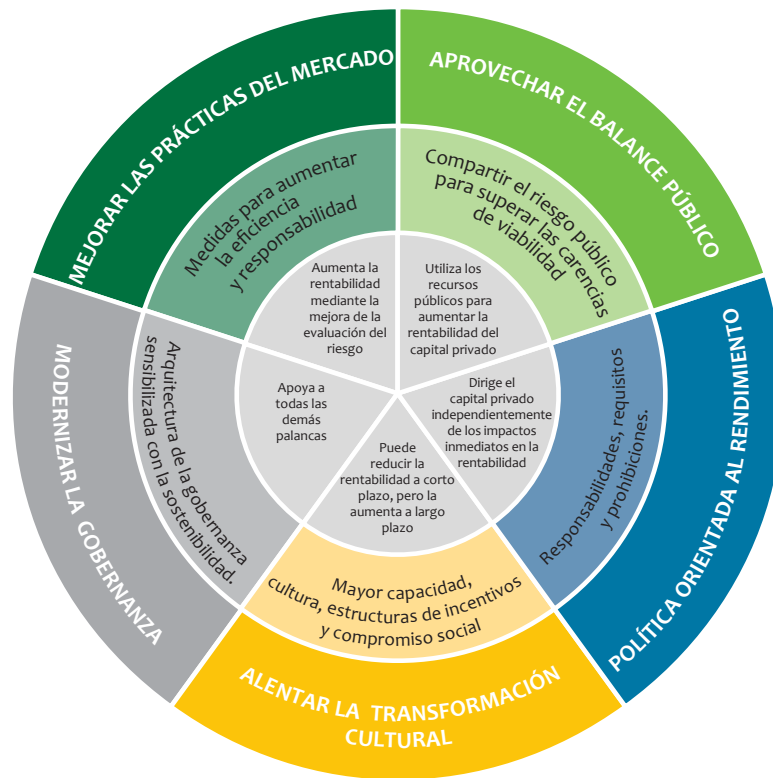 MEJORAR LAS PRÁCTICAS DEL MERCADO
Medidas para aumentar
la eficiencia
y responsabilidad
Aumenta la
rentabilidad
mediante la
mejora de la
evaluación del
riesgo
APROVECHAR EL BALANCE PÚBLICO
Compartir el riesgo público
para superar las carencias
de viabilidad
Utiliza los
recursos
públicos para
aumentar la
rentabilidad del
capital privado
POLÍTICA ORIENTADA AL RENDIMIENTO
Responsabilidades, requisitos
y prohibiciones.
Dirige el
capital privado
independientemente
de los impactos
inmediatos en la
rentabilidad
ALENTAR LA TRANSFORMACIÓN
CULTURAL
Mayor capacidad,
cultura, estructuras de incentivos
y compromiso social
Puede
reducir la
rentabilidad a corto
plazo, pero la
aumenta a largo
plazo
MODERNIZAR LA GOBERNANZA
Arquitectura de la gobernanza
sensibilizada con la sostenibilidad.
Apoya a
todas las
demás
palancas